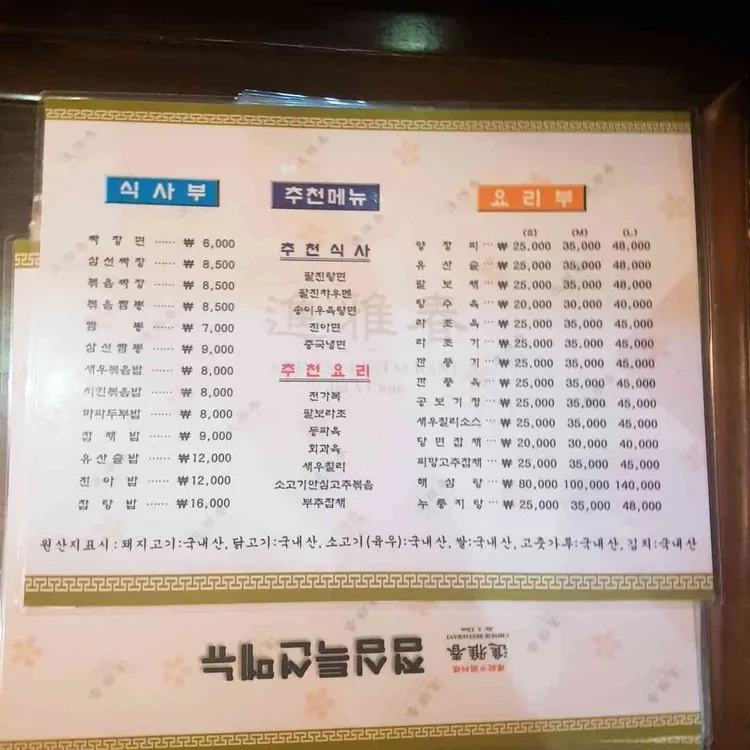 식사부
짜장면 ······ ₩ 6,000
삼선짜장 ······ ₩ 8,500
볶음짜장 ······ ₩ 8,500
볶음짬뽕 ······ ₩ 8,500
짬 뽕 ······ ₩ 7,000
삼선짬뽕 ······ ₩ 9,000
새우볶음밥 ······ ₩ 8,000
치킨볶음밥 ······ ₩ 8,000
마파두부밥 ······ ₩ 8,000
잡채밥 ······ ₩ 9,000
유산슬밥 ······ ₩ 12,000
진아밥 ······ ₩ 12,000
잡탕밥 ······ ₩ 16,000
추천메뉴
추천식사
팔진탕면
팔진챠우멘
송이우육탕면
진아면
중국냉면
추천요리
전가복
팔보라조
동파육
회과육
새우칠리
소고기안심고추볶음
부추잡채
요리부
(S) (M) (L)
양장피 ··· ₩ 25,000 35,000 48,000
유산슬 ··· ₩ 25,000 35,000 48,000
팔보채 ··· ₩ 25,000 35,000 48,000
탕수육 ··· ₩ 20,000 30,000 40,000
라조육 ··· ₩ 25,000 35,000 45,000
라조기 ··· ₩ 25,000 35,000 45,000
깐풍기 ··· ₩ 25,000 35,000 45,000
깐풍육 ··· ₩ 25,000 35,000 45,000
공보기정 ··· ₩ 25,000 35,000 45,000
새우칠리소스 ··· ₩ 25,000 35,000 45,000
당면잡채 ··· ₩ 20,000 30,000 40,000
피망고추잡채 ··· ₩ 25,000 35,000 45,000
해삼탕 ··· ₩ 80,000 100,000 140,000
누룽지탕 ··· ₩ 25,000 35,000 48,000
원산지표시 : 돼지고기:국내산, 닭고기:국내산, 소고기(육우):국내산, 쌀:국내산, 고춧가루:국내산, 김치:국내산
進雅春
CHINESE RESTAURANT
Jin A Chun
점심특선메뉴